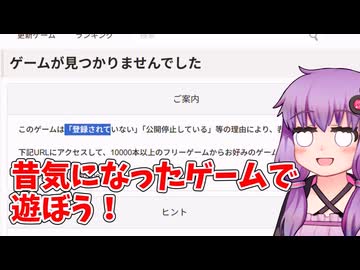 更新ゲーム ランキング 検索
ゲームが見つかりませんでした
ご案内
このゲームは「登録されていない」「公開停止している」等の理由により、
下記URLにアクセスして、10000本以上のフリーゲームからお好みのゲーム
昔気になったゲームで
遊ぼう！
ヒント